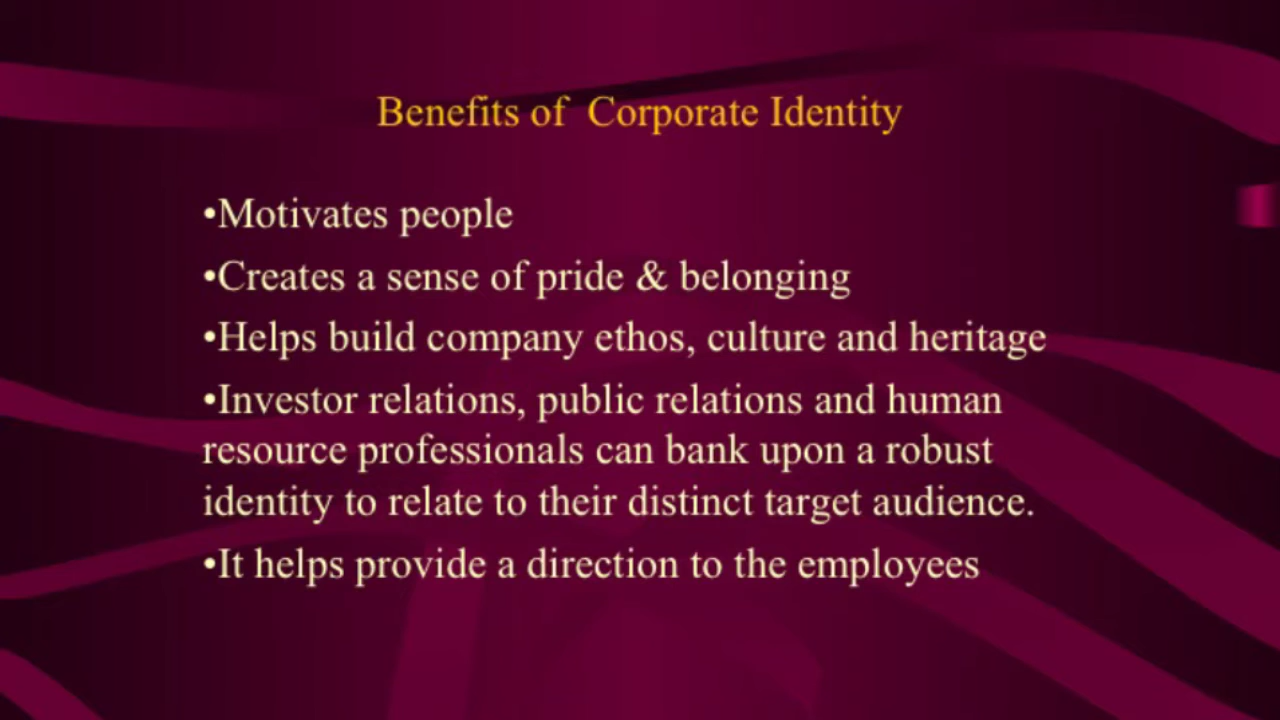 Benefits of  Corporate Identity
•Motivates people
•Creates a sense of pride & belonging
•Helps build company ethos, culture and heritage
•Investor relations, public relations and human
resource professionals can bank upon a robust
identity to relate to their distinct target audience.
•It helps provide a direction to the employees